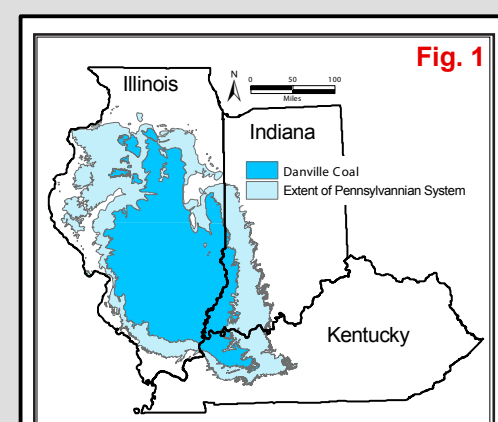 Fig. 1
Illinois
N
0 50 100
Miles
Indiana
Danville Coal
Extent of Pennsylvannian System
Kentucky